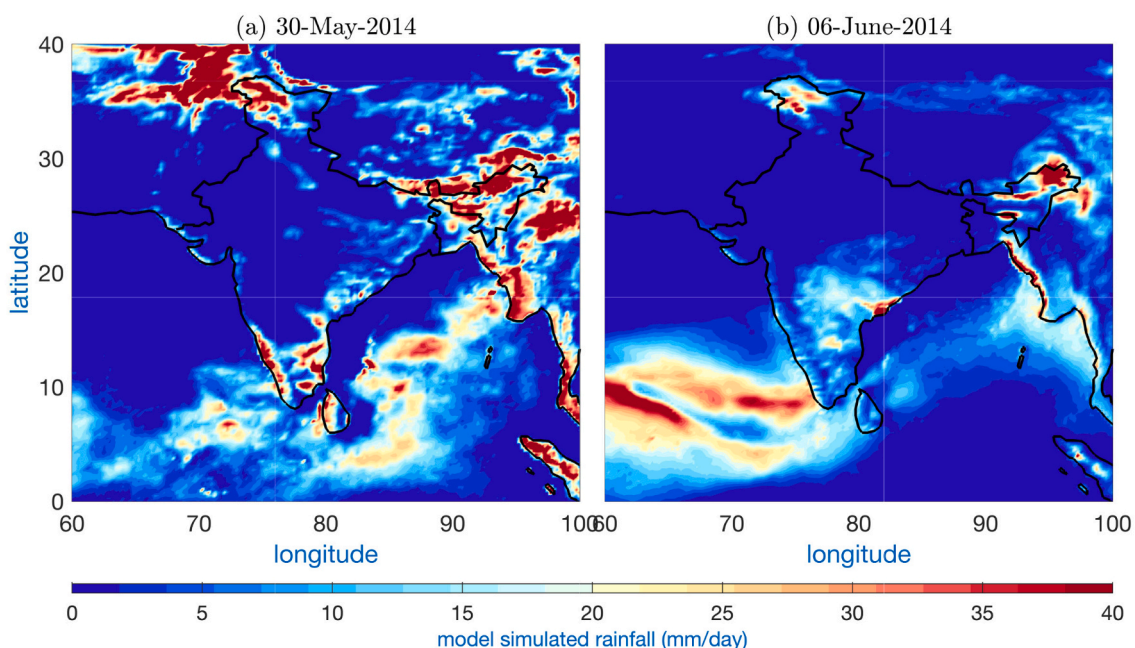 (a) 30-May-2014
(b) 06-June-2014
40
30
20
10
0
latitude
60 70 80 90 100
60 70 80 90 100
longitude
longitude
0 5 10 15 20 25 30 35 40
model simulated rainfall (mm/day)